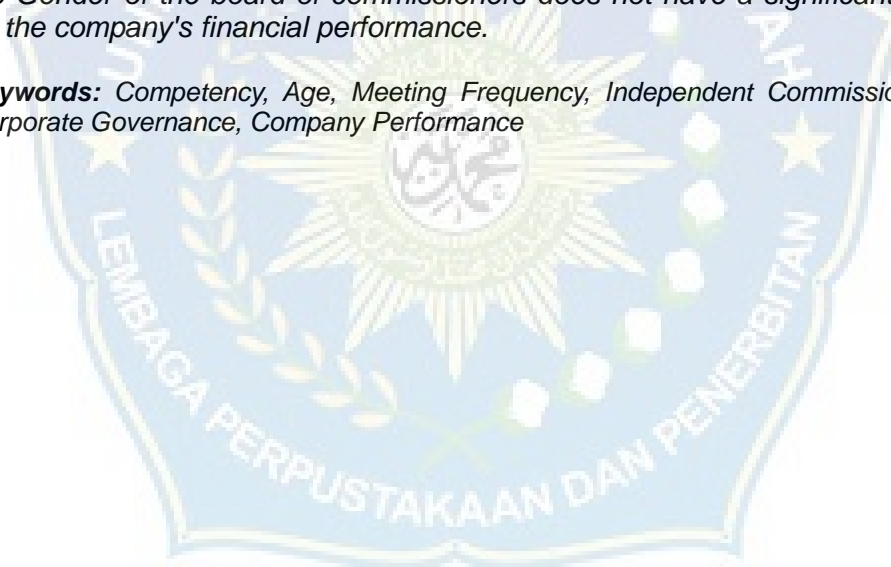 e Gender of the board of commissioners does not have a significant
the company's financial performance.
ywords: Competency, Age, Meeting Frequency, Independent Commissio
rporate Governance, Company Performance
U
AH
LEMBAGA PERPUSTAKAAN DAN PENERBITAN